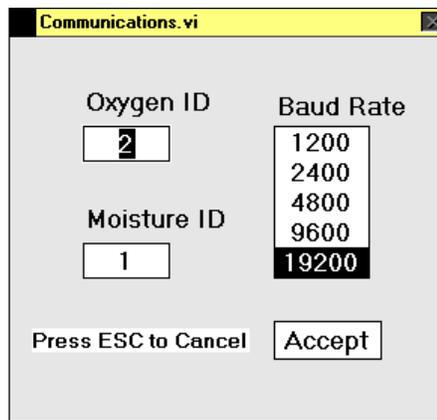 Communications.vi
Oxygen ID
2
Moisture ID
1
Baud Rate
1200
2400
4800
9600
19200
Press ESC to Cancel
Accept